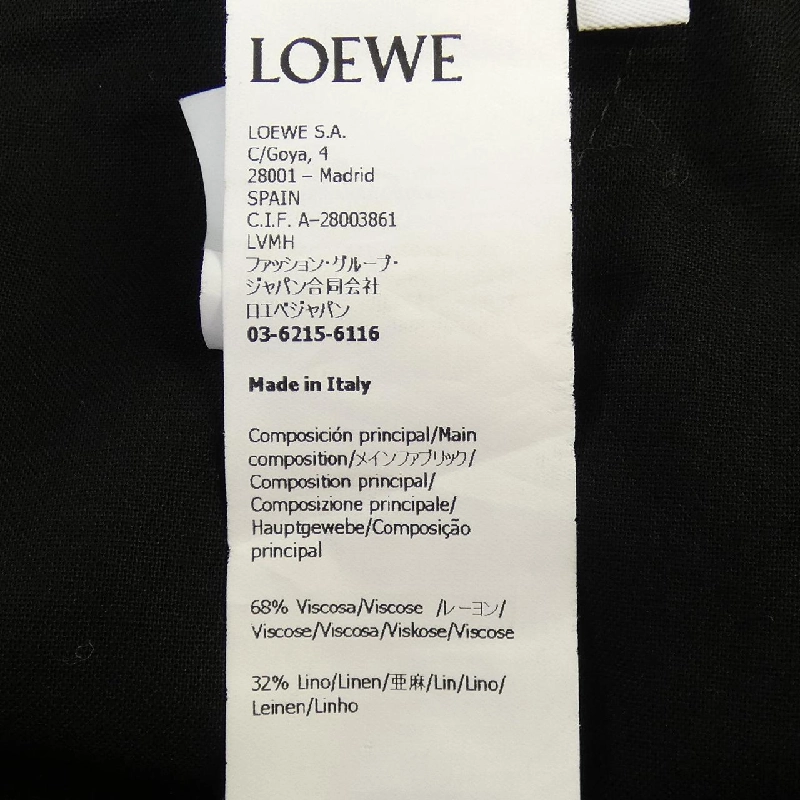 LOEWE
LOEWE S.A.
C/Goya, 4
28001 – Madrid
SPAIN
C.I.F. A-28003861
LVMH
ファッション・グループ・
ジャパン合同会社
ロエベジャパン
03-6215-6116
Made in Italy
Composición principal/Main
composition/メインファブリック/
Composition principal/
Composizione principale/
Hauptgewebe/Composição
principal
68% Viscosa/Viscose /レーヨン/
Viscose/Viscosa/Viskose/Viscose
32% Lino/Linen/亜麻/Lin/Lino/
Leinen/Linho